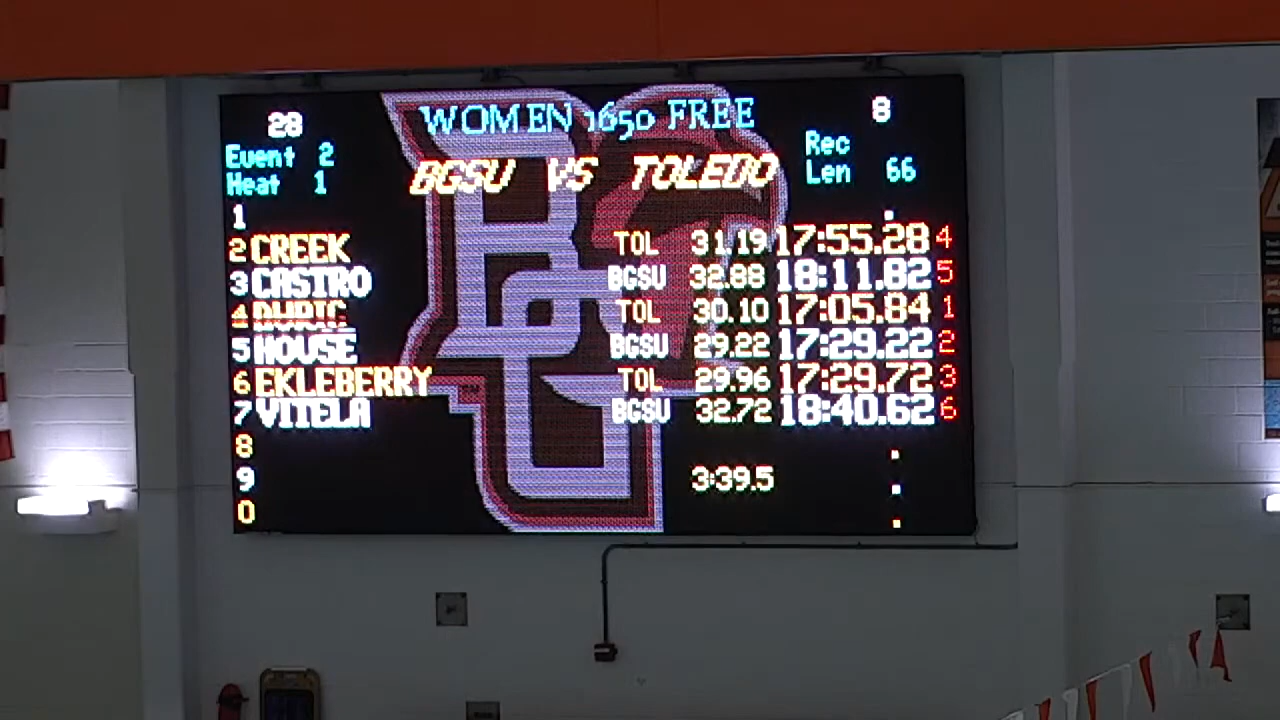 28 WOMEN 1650 FREE 8
Event 2 Rec
Heat 1 BGSU VS TOLEDO Len 66
1 .
2 CREEK TOL 31.19 17:55.28 4
3 CASTRO BGSU 32.88 18:11.82 5
4 TOL 30.10 17:05.84 1
5 HOUSE BGSU 29.22 17:29.22 2
6 EKLEBERRY TOL 29.96 17:29.72 3
7 VITELA BGSU 32.72 18:40.62 6
8 .
9 3:39.5 .
0 .